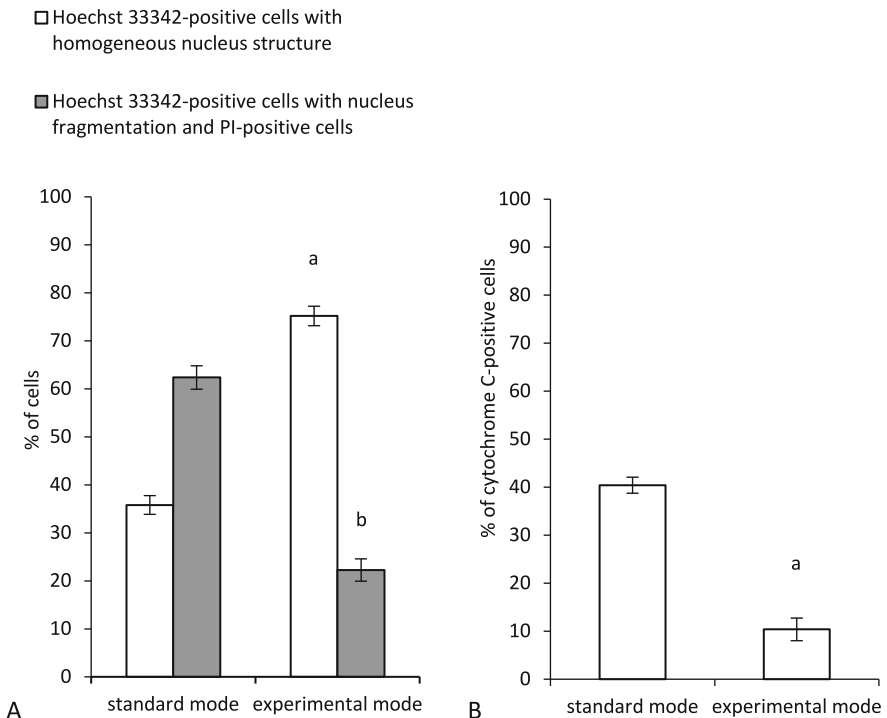 Hoechst 33342-positive cells with
homogeneous nucleus structure
Hoechst 33342-positive cells with nucleus
fragmentation and PI-positive cells
% of cells
100
90
80
70
60
50
40
30
20
10
0
a
b
standard mode experimental mode
A
% of cytochrome C-positive cells
100
90
80
70
60
50
40
30
20
10
0
a
standard mode experimental mode
B